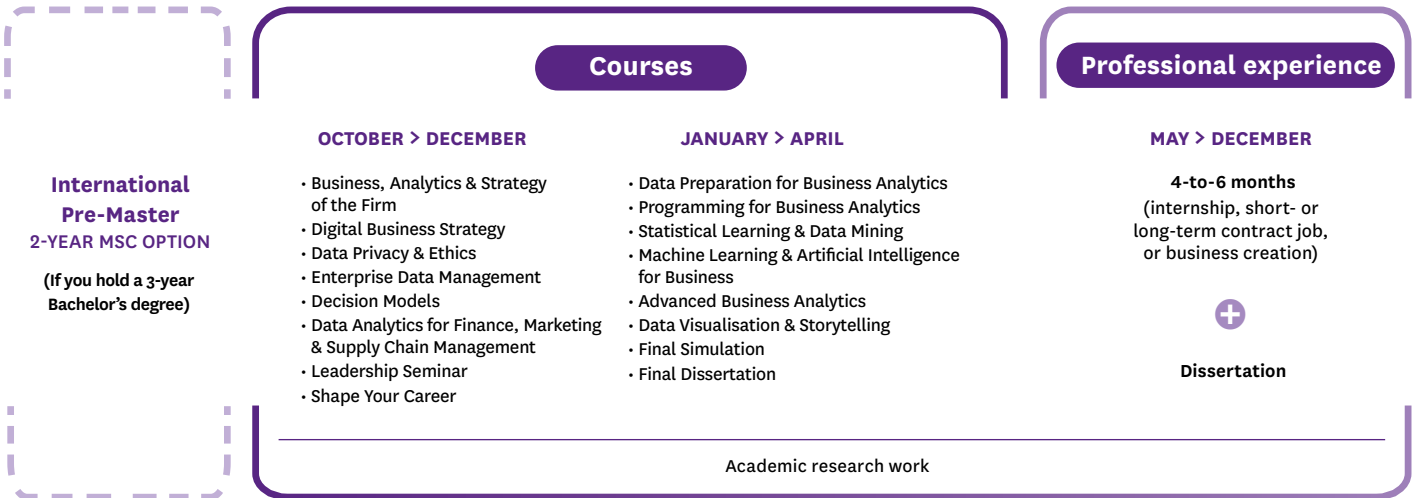 International
Pre-Master
2-YEAR MSC OPTION
(If you hold a 3-year
Bachelor's degree)
Courses
OCTOBER > DECEMBER
• Business, Analytics & Strategy
of the Firm
• Digital Business Strategy
• Data Privacy & Ethics
• Enterprise Data Management
• Decision Models
• Data Analytics for Finance, Marketing
& Supply Chain Management
• Leadership Seminar
• Shape Your Career
JANUARY > APRIL
• Data Preparation for Business Analytics
• Programming for Business Analytics
• Statistical Learning & Data Mining
• Machine Learning & Artificial Intelligence
for Business
• Advanced Business Analytics
• Data Visualisation & Storytelling
• Final Simulation
• Final Dissertation
Professional experience
MAY > DECEMBER
4-to-6 months
(internship, short- or
long-term contract job,
or business creation)
+
Dissertation
Academic research work